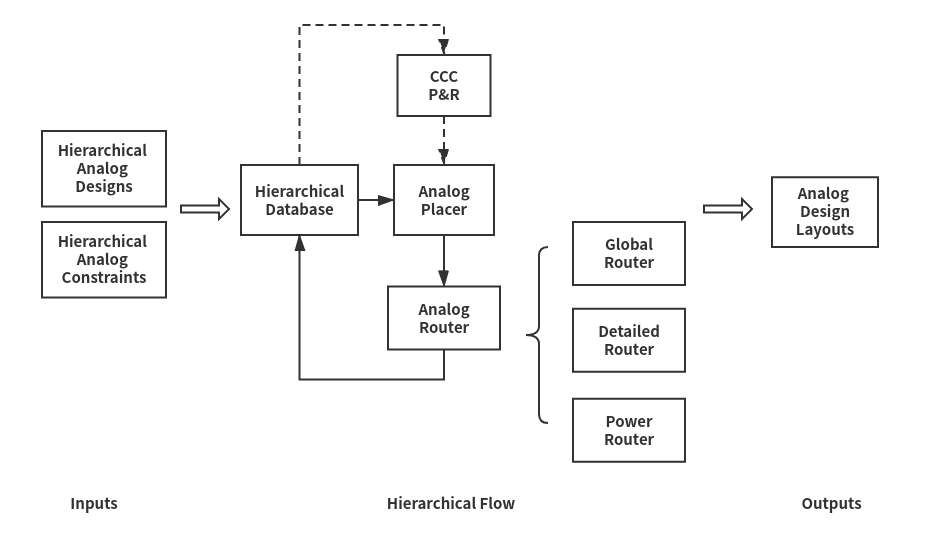 CCC
P&R
Hierarchical
Analog
Designs
Hierarchical
Database
Analog
Placer
Analog
Design
Layouts
Hierarchical
Analog
Constraints
Global
Router
Analog
Router
Detailed
Router
Power
Router
Inputs
Hierarchical Flow
Outputs